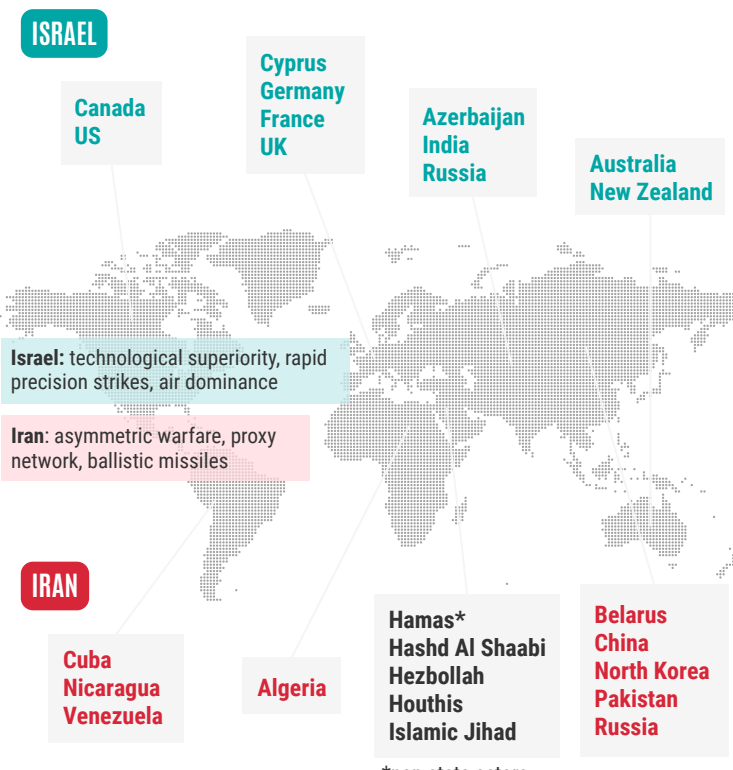 ISRAEL
Canada
US
Cyprus
Germany
France
UK
Azerbaijan
India
Russia
Australia
New Zealand
Israel: technological superiority, rapid
precision strikes, air dominance
Iran: asymmetric warfare, proxy
network, ballistic missiles
IRAN
Cuba
Nicaragua
Venezuela
Algeria
Hamas*
Hashd Al Shaabi
Hezbollah
Houthis
Islamic Jihad
Belarus
China
North Korea
Pakistan
Russia